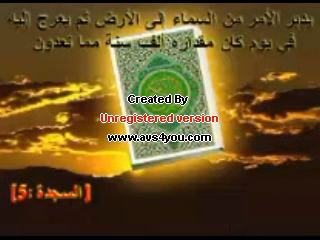 يدبر الأمر من السماء إلى الأرض ثم يعرج إليه
في يوم كان مقداره ألف سنة مما تعدون
Created By
Unregistered version
www.avs4you.com
[السجدة :5]